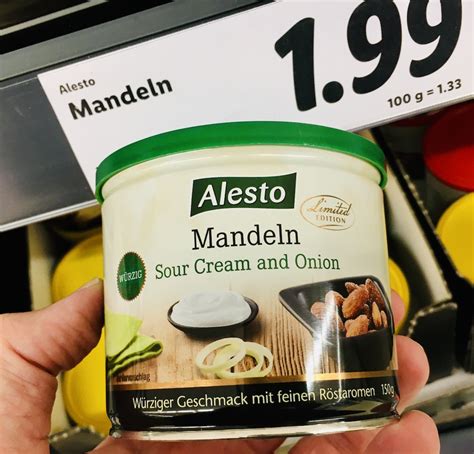 Alesto
Mandeln
1.99
100 g = 1.33
Alesto
Limited
EDITION
Mandeln
Sour Cream and Onion
WÜRZIG
Würziger Geschmack mit feinen Röstaromen 150g